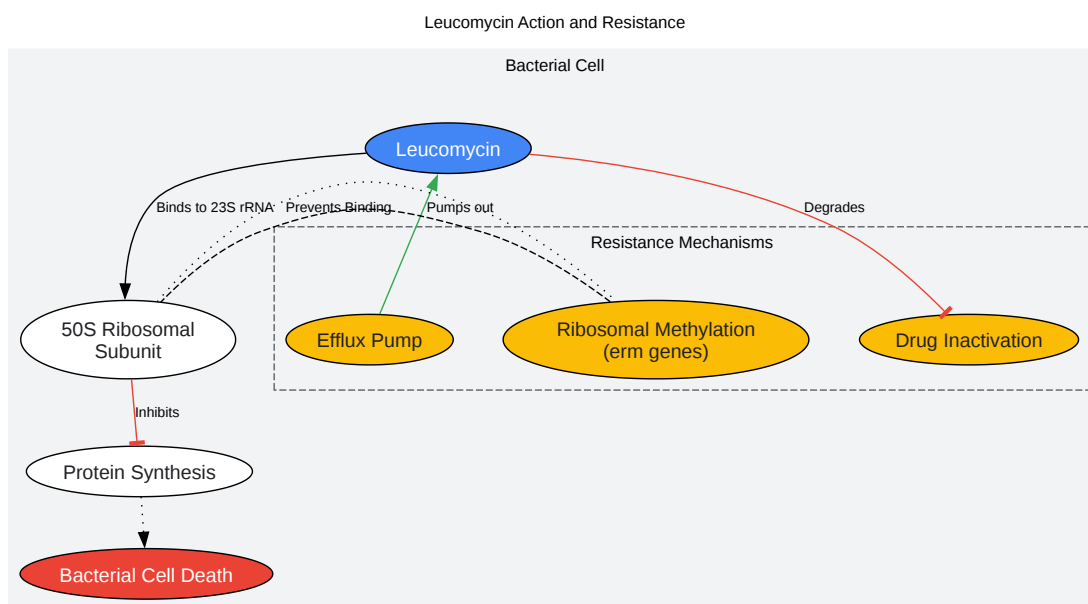 Leucomycin Action and Resistance
Bacterial Cell
Leucomycin
Binds to 23S rRNA
Prevents Binding
Pumps out
Degrades
Resistance Mechanisms
50S Ribosomal
Subunit
Efflux Pump
Ribosomal Methylation
(erm genes)
Drug Inactivation
Inhibits
Protein Synthesis
Bacterial Cell Death